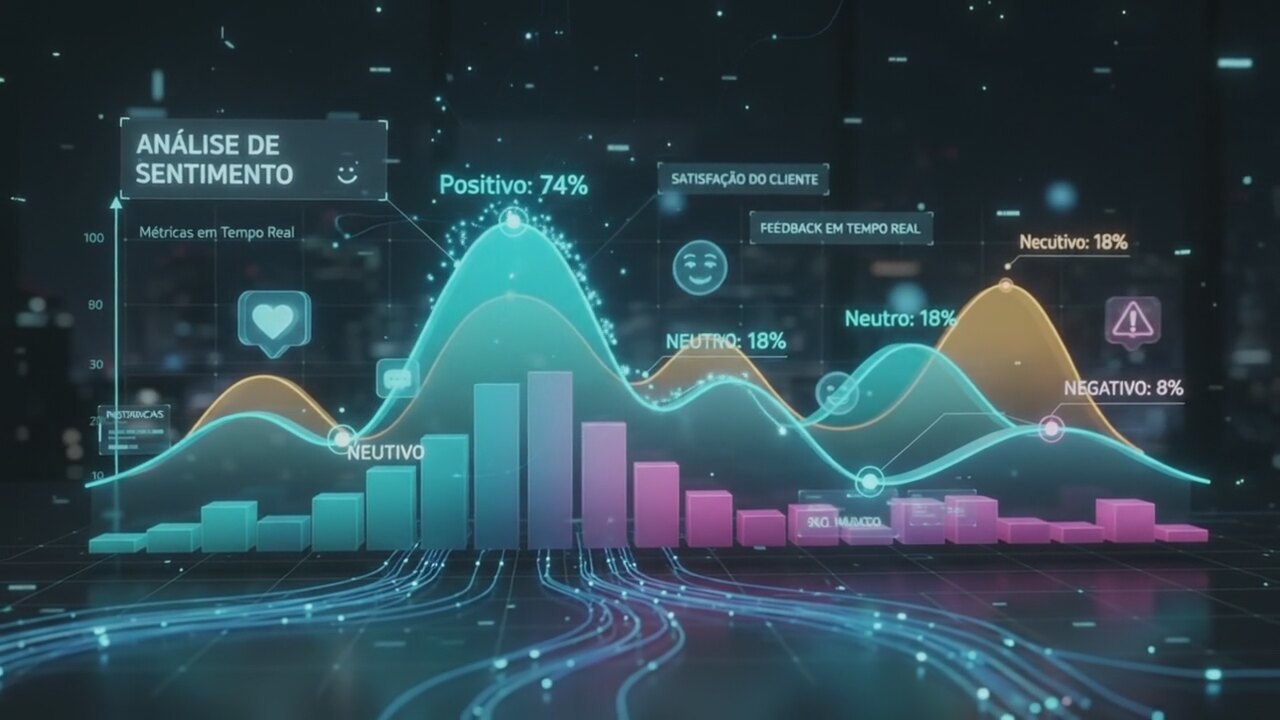 ANÁLISE DE
SENTIMENTO
Métricas em Tempo Real
Positivo: 74%
SATISFAÇÃO DO CLIENTE
FEEDBACK EM TEMPO REAL
Necutivo: 18%
Neutro: 18%
NEUTRO: 18%
NEGATIVO: 8%
NEUTIVO
100
80
30
10